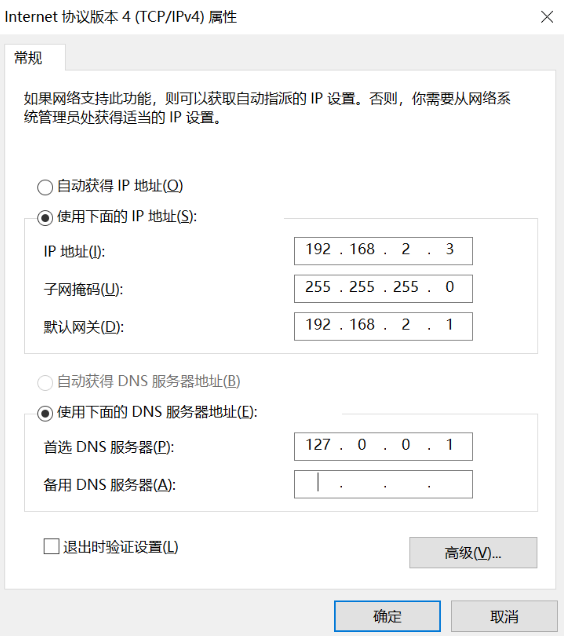 Internet 协议版本 4 (TCP/IPv4) 属性
常规
如果网络支持此功能，则可以获取自动指派的 IP 设置。否则，你需要从网络系
统管理员处获得适当的 IP 设置。
自动获得 IP 地址(O)
使用下面的 IP 地址(S):
IP 地址(I): 192 . 168 . 2 . 3
子网掩码(U): 255 . 255 . 255 . 0
默认网关(D): 192 . 168 . 2 . 1
自动获得 DNS 服务器地址(B)
使用下面的 DNS 服务器地址(E):
首选 DNS 服务器(P): 127 . 0 . 0 . 1
备用 DNS 服务器(A): . . .
退出时验证设置(L)
高级(V)...
确定 取消